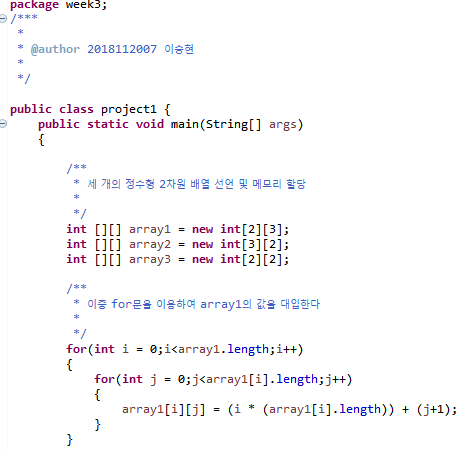 package week3;
/***
 *
 * @author 2018112007 이승현
 *
 */
public class project1 {
    public static void main(String[] args)
    {
        /**
         * 세 개의 정수형 2차원 배열 선언 및 메모리 할당
         *
         */
        int [][] array1 = new int[2][3];
        int [][] array2 = new int[3][2];
        int [][] array3 = new int[2][2];
        /**
         * 이중 for문을 이용하여 array1의 값을 대입한다
         *
         */
        for(int i = 0;i<array1.length;i++)
        {
            for(int j = 0;j<array1[i].length;j++)
            {
                array1[i][j] = (i * (array1[i].length)) + (j+1);
            }
        }